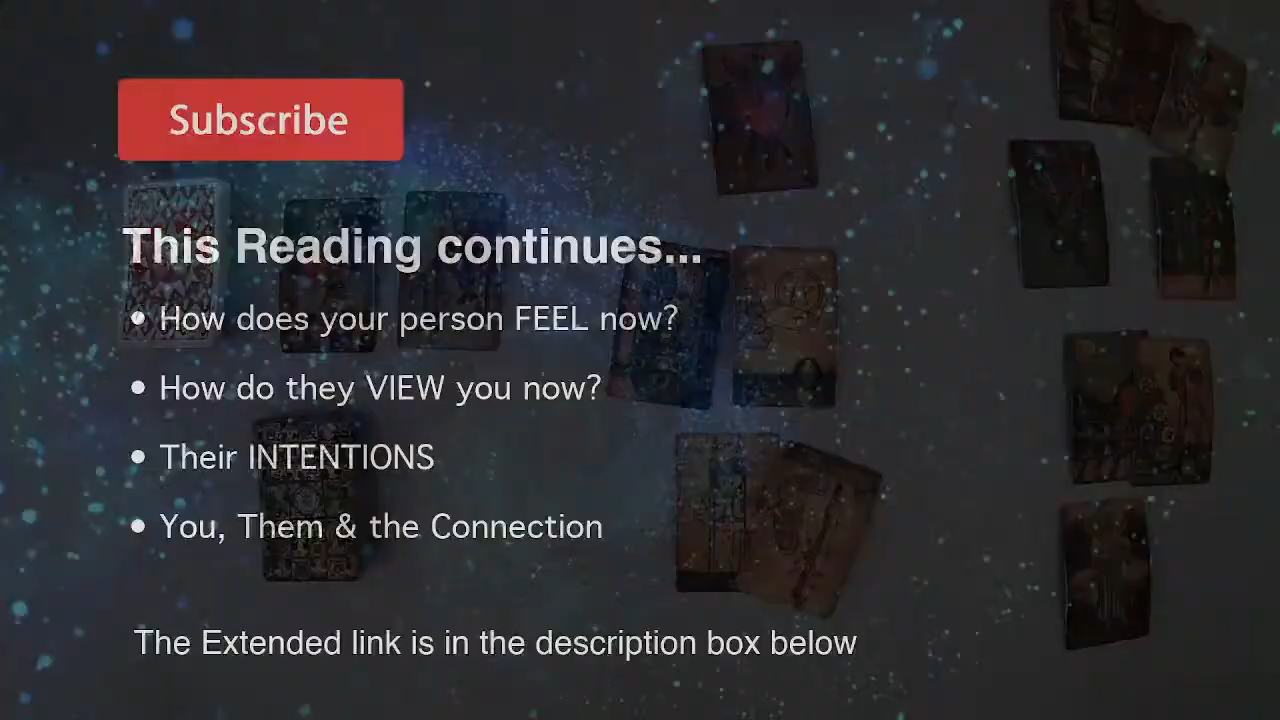 Subscribe
This Reading continues...
• How does your person FEEL now?
• How do they VIEW you now?
• Their INTENTIONS
• You, Them & the Connection
The Extended link is in the description box below